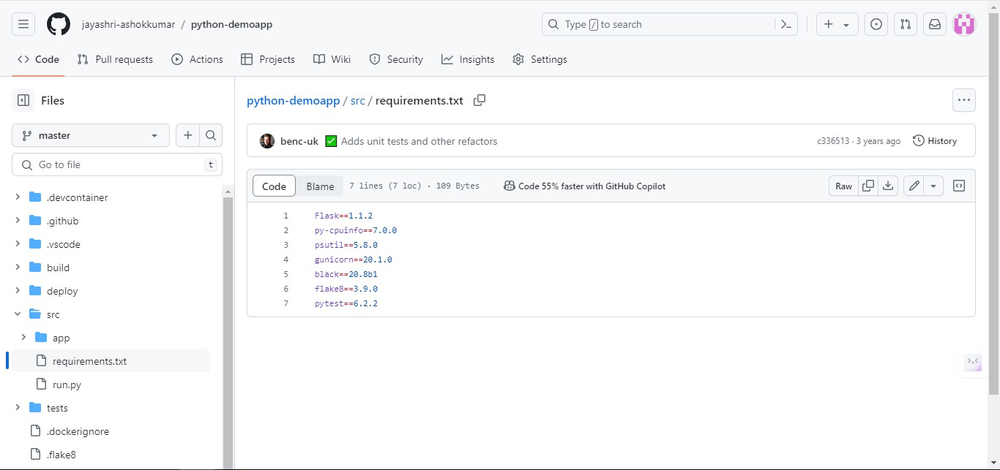 jayashri-ashokkumar / python-demoapp
Type / to search
Code Pull requests Actions Projects Wiki Security Insights Settings
Files
master
Go to file t
.devcontainer
.github
.vscode
build
deploy
src
app
requirements.txt
run.py
tests
.dockerignore
.flake8
python-demoapp / src / requirements.txt
benc-uk ✅ Adds unit tests and other refactors c336513 · 3 years ago History
Code Blame 7 lines (7 loc) · 109 Bytes Code 55% faster with GitHub Copilot Raw
1 Flask==1.1.2
2 py-cpuinfo==7.0.0
3 psutil==5.8.0
4 gunicorn==20.1.0
5 black==20.8b1
6 flake8==3.9.0
7 pytest==6.2.2